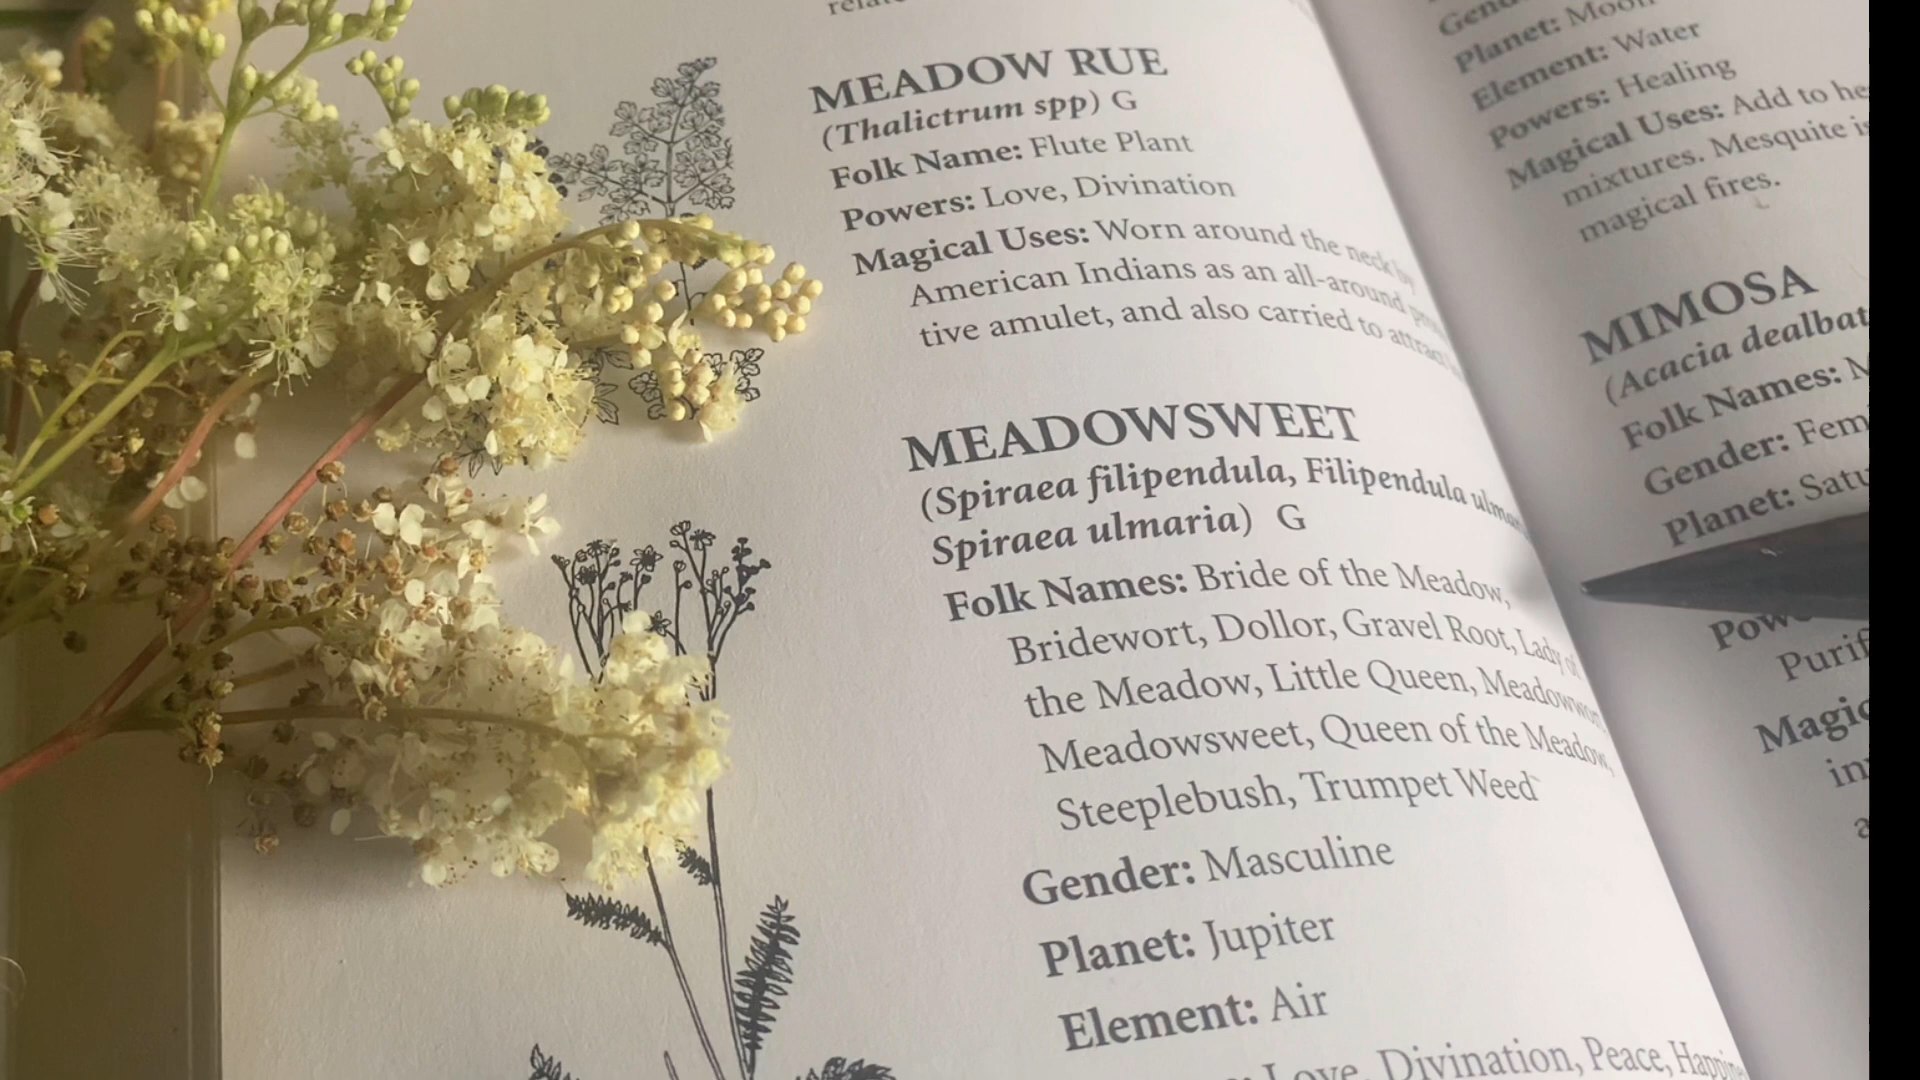 MEADOW RUE
(Thalictrum spp) G
Folk Name: Flute Plant
Powers: Love, Divination
Magical Uses: Worn around the neck by
American Indians as an all-around
tive amulet, and also carried to attract
MEADOWSWEET
(Spiraea filipendula, Filipendula
Spiraea ulmaria) G
Folk Names: Bride of the Meadow,
Bridewort, Dollor, Gravel Root, Lady of
the Meadow, Little Queen, Meadowwort
Meadowsweet, Queen of the Meadow,
Steeplebush, Trumpet Weed
Gender: Masculine
Planet: Jupiter
Element: Air
Love, Divination, Peace,
Planet: Moon
Element: Water
Powers: Healing
Magical Uses: Add to
mixtures. Mesquite is
magical fires.
MIMOSA
(Acacia
Folk Names:
Gender:
Planet: